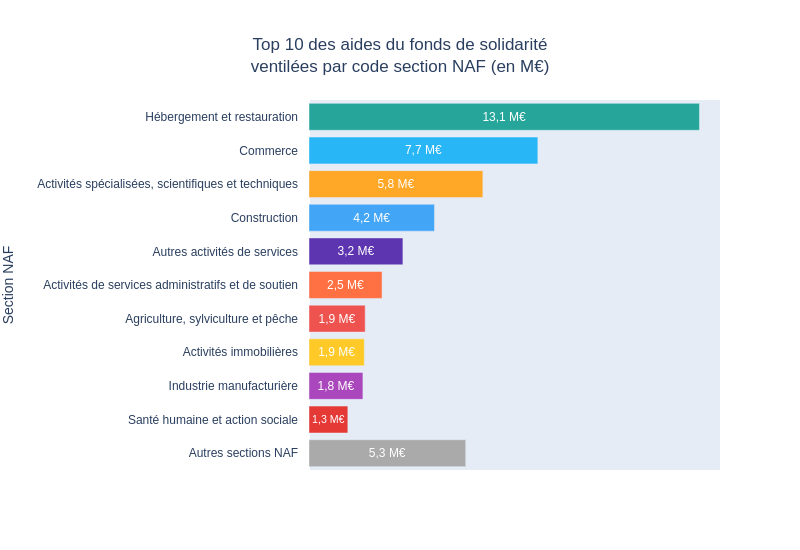 Top 10 des aides du fonds de solidarité
ventilées par code section NAF (en M€)
Section NAF
Hébergement et restauration 13,1 M€
Commerce 7,7 M€
Activités spécialisées, scientifiques et techniques 5,8 M€
Construction 4,2 M€
Autres activités de services 3,2 M€
Activités de services administratifs et de soutien 2,5 M€
Agriculture, sylviculture et pêche 1,9 M€
Activités immobilières 1,9 M€
Industrie manufacturière 1,8 M€
Santé humaine et action sociale 1,3 M€
Autres sections NAF 5,3 M€